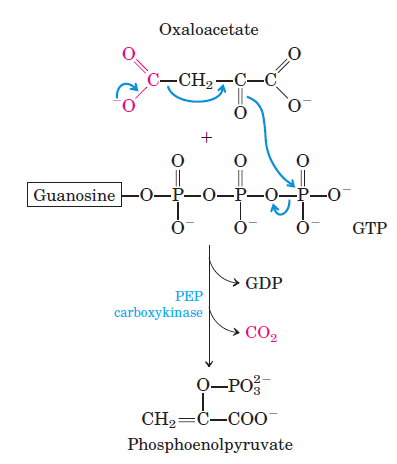 Oxaloacetate
O O
C—CH₂—C—C
⁻O O O⁻
+
O O O
Guanosine—O—P—O—P—O—P—O⁻
O⁻ O⁻ O⁻ GTP
GDP
PEP
carboxykinase
CO₂
O—PO₃²⁻
CH₂=C—COO⁻
Phosphoenolpyruvate